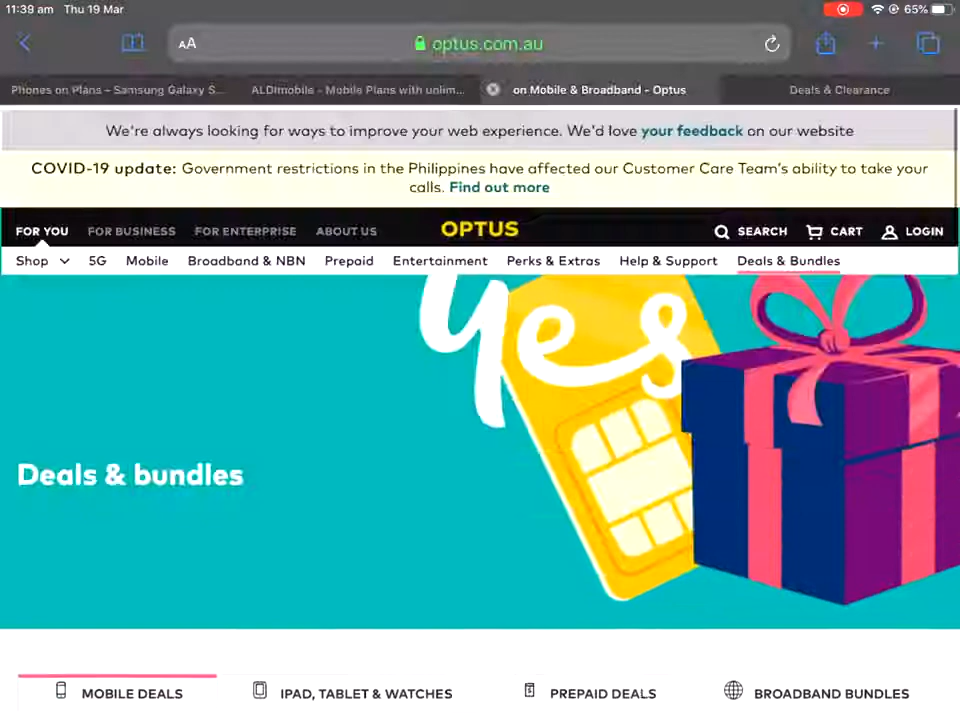 11:39 am Thu 19 Mar 65%
AA optus.com.au
Phones on Plans – Samsung Galaxy S... ALDImobile - Mobile Plans with unlim... on Mobile & Broadband - Optus Deals & Clearance
We're always looking for ways to improve your web experience. We'd love your feedback on our website
COVID-19 update: Government restrictions in the Philippines have affected our Customer Care Team's ability to take your
calls. Find out more
FOR YOU FOR BUSINESS FOR ENTERPRISE ABOUT US OPTUS SEARCH CART LOGIN
Shop 5G Mobile Broadband & NBN Prepaid Entertainment Perks & Extras Help & Support Deals & Bundles
yes
Deals & bundles
MOBILE DEALS IPAD, TABLET & WATCHES PREPAID DEALS BROADBAND BUNDLES